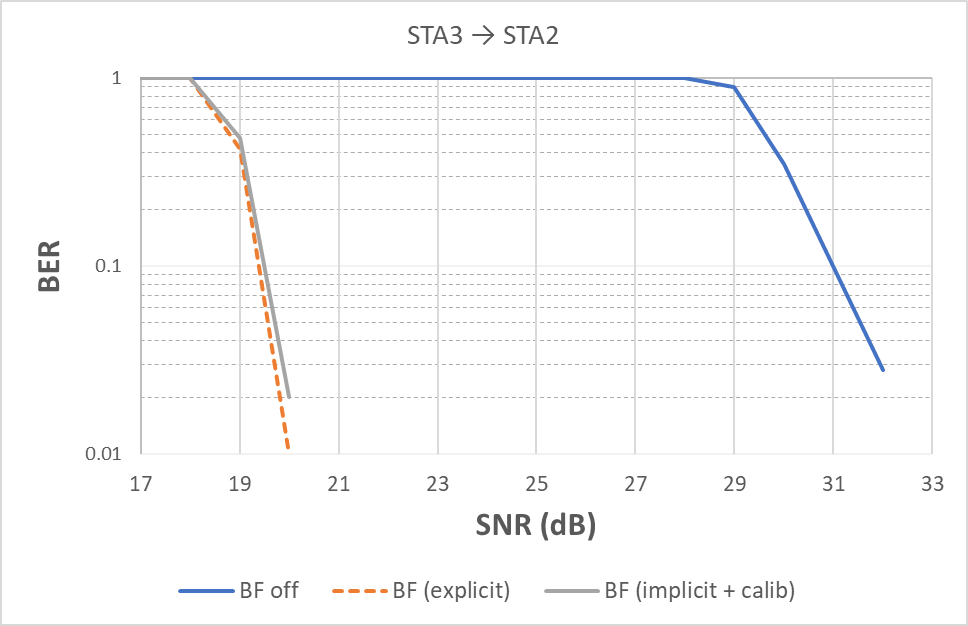 STA3 → STA2
1
0.1
0.01
BER
17 19 21 23 25 27 29 31 33
SNR (dB)
BF off BF (explicit) BF (implicit + calib)